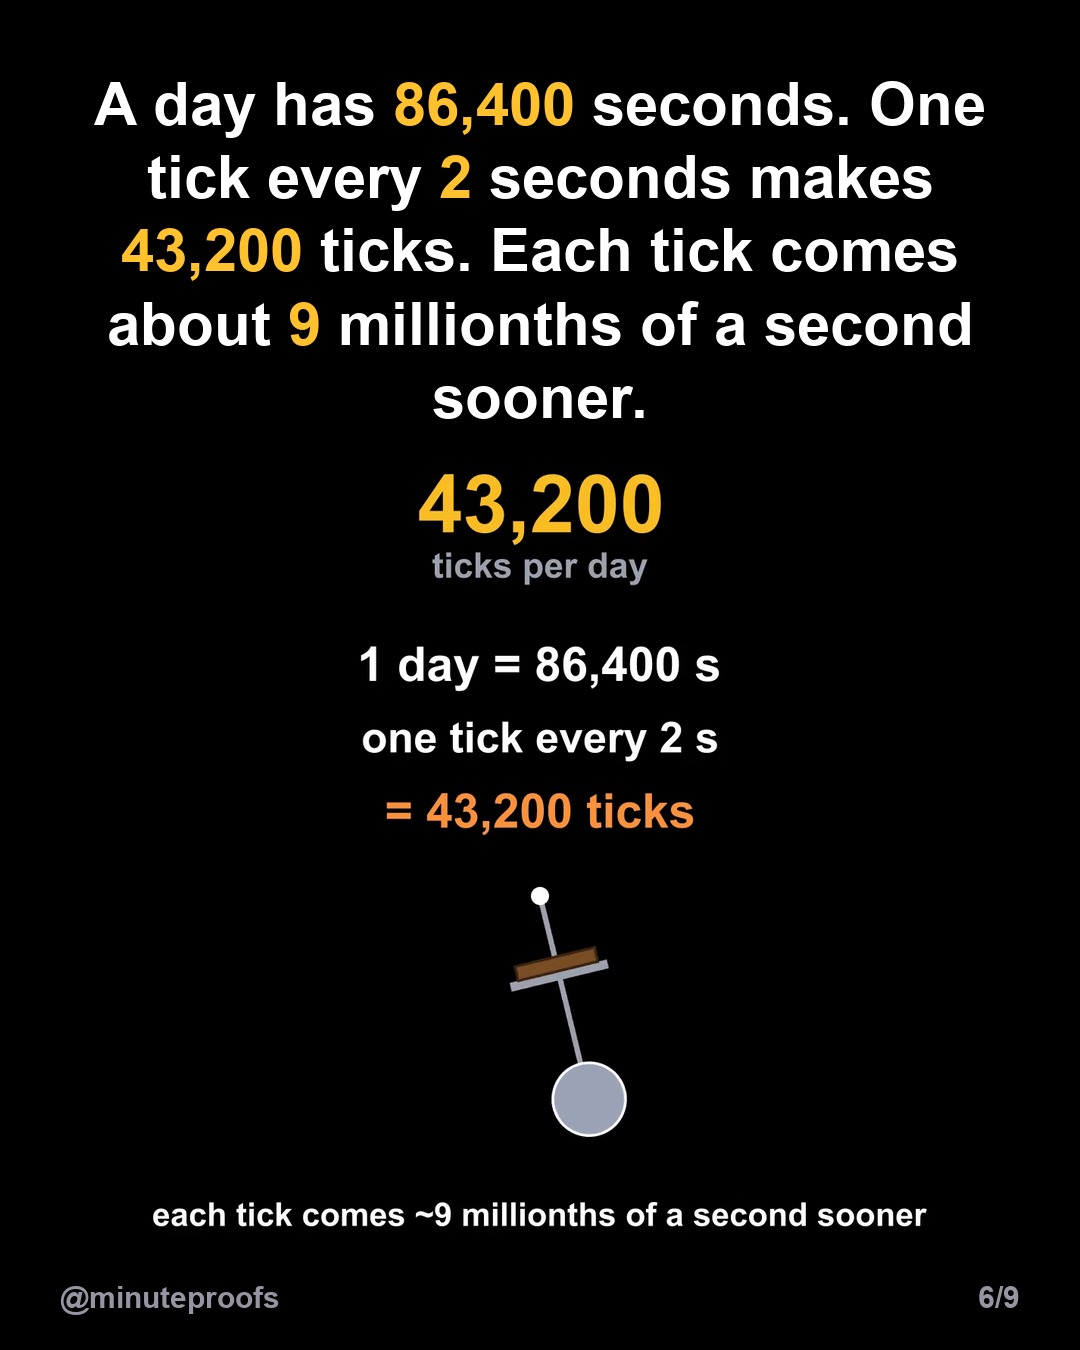 A day has 86,400 seconds. One
tick every 2 seconds makes
43,200 ticks. Each tick comes
about 9 millionths of a second
sooner.
43,200
ticks per day
1 day = 86,400 s
one tick every 2 s
= 43,200 ticks
each tick comes ~9 millionths of a second sooner
@minuteproofs
6/9